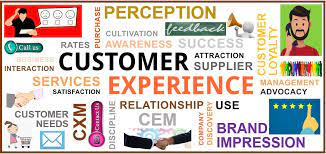 PERCEPTION
PURCHASE
CULTIVATION
feedback
CUSTOMER
LOYALTY
Call us
RATES
AWARENESS
SUCCESS
BUSINESS
INTERACTION
CUSTOMER
ATTRACTION
SUPPLIER
SERVICES
SATISFACTION
EXPERIENCE
MANAGEMENT
ADVOCACY
CUSTOMER
NEEDS
CXM
Contact Us
DISCIPLINE
RELATIONSHIP
CEM
COMPANY
DISCOVERY
USE
BRAND
IMPRESSION